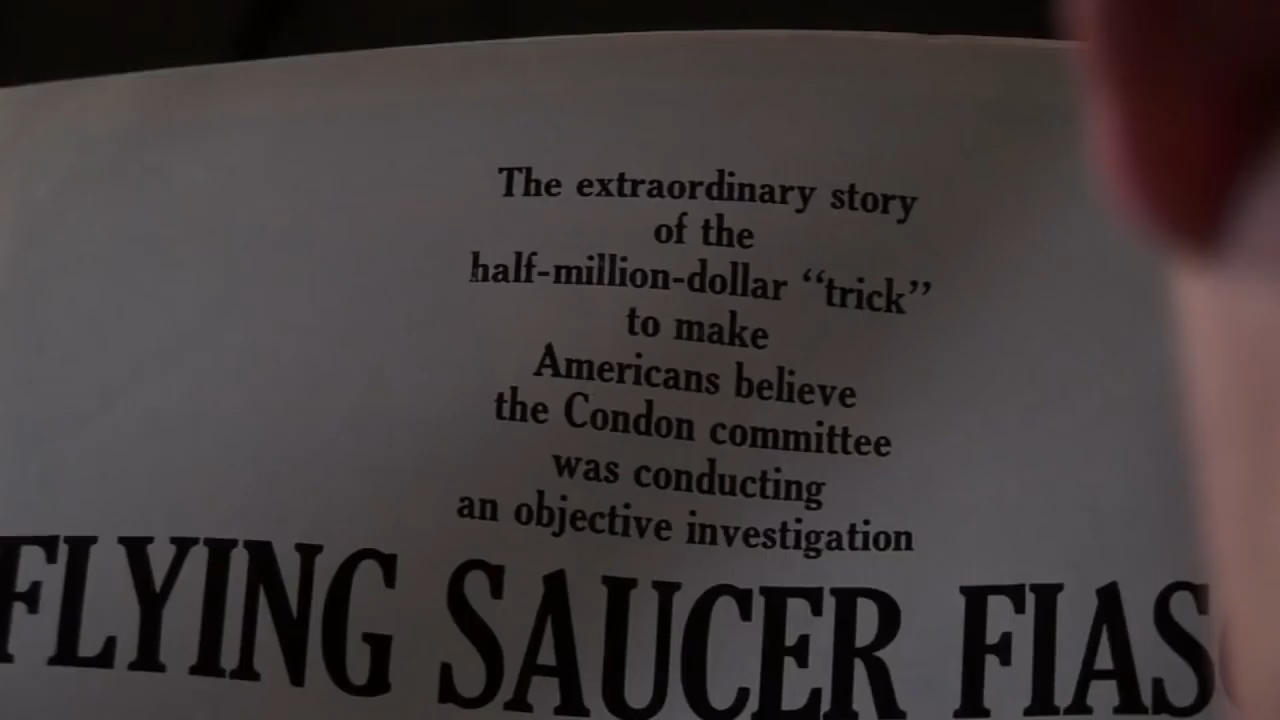 The extraordinary story
of the
half-million-dollar “trick”
to make
Americans believe
the Condon committee
was conducting
an objective investigation
FLYING SAUCER FIAS